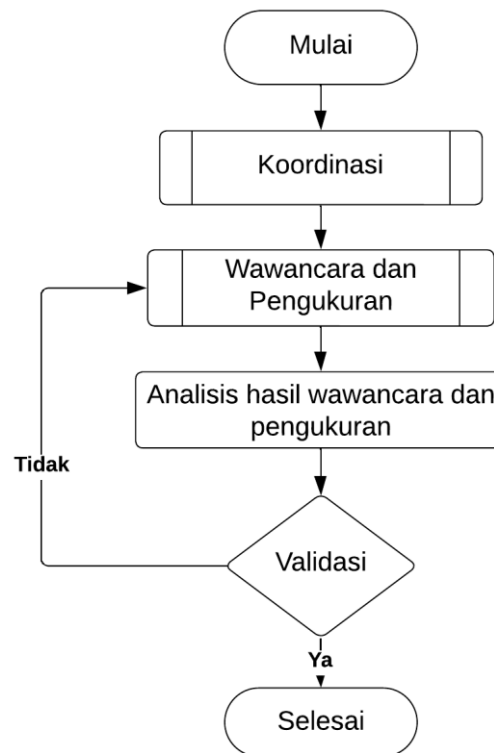 Mulai
Koordinasi
Wawancara dan
Pengukuran
Analisis hasil wawancara dan
pengukuran
Tidak
Validasi
Ya
Selesai